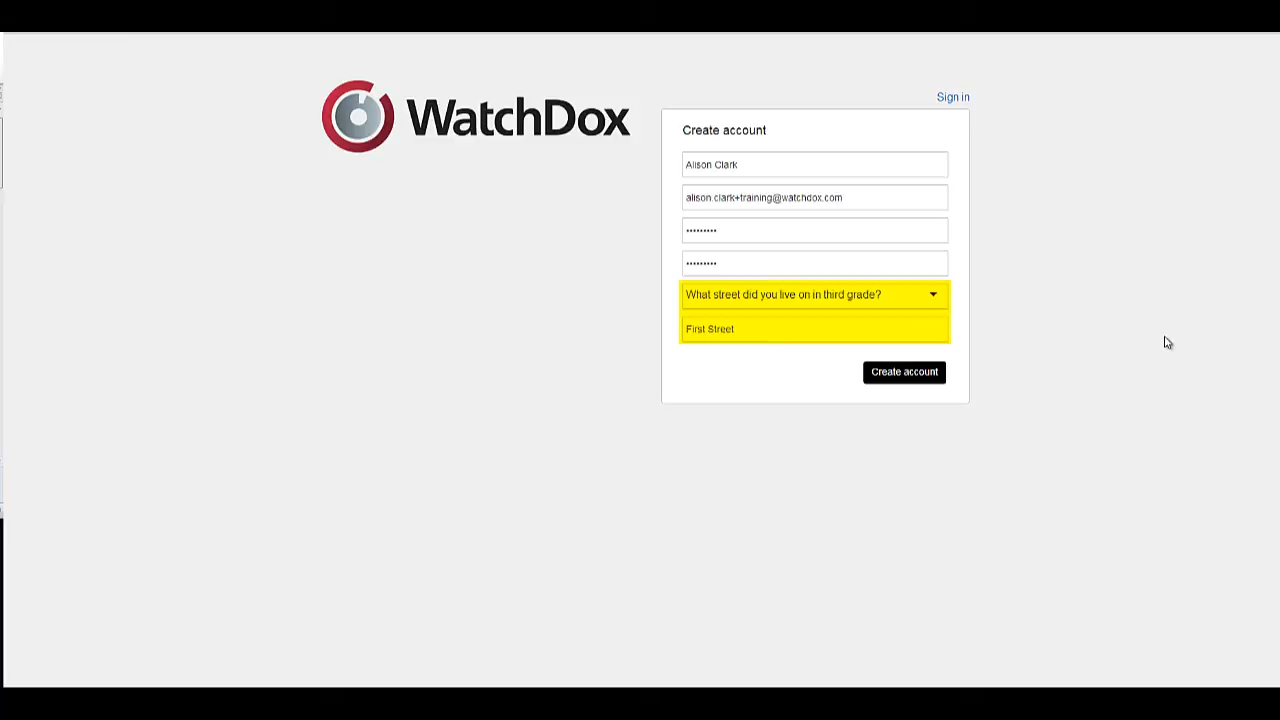 WatchDox
Sign in
Create account
Alison Clark
alison.clark+training@watchdox.com
•••••••••
•••••••••
What street did you live on in third grade?
First Street
Create account